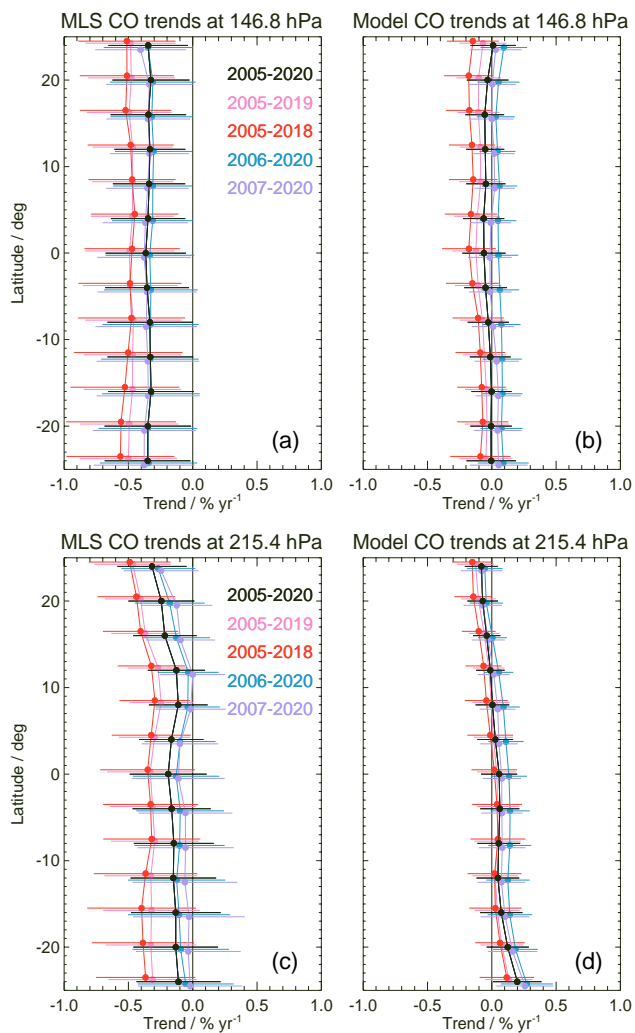 MLS CO trends at 146.8 hPa
Model CO trends at 146.8 hPa
20
10
0
-10
-20
Latitude / deg
2005-2020
2005-2019
2005-2018
2006-2020
2007-2020
(a)
(b)
-1.0 -0.5 0.0 0.5 1.0
-1.0 -0.5 0.0 0.5 1.0
Trend / % yr⁻¹
Trend / % yr⁻¹
MLS CO trends at 215.4 hPa
Model CO trends at 215.4 hPa
20
10
0
-10
-20
Latitude / deg
2005-2020
2005-2019
2005-2018
2006-2020
2007-2020
(c)
(d)
-1.0 -0.5 0.0 0.5 1.0
-1.0 -0.5 0.0 0.5 1.0
Trend / % yr⁻¹
Trend / % yr⁻¹